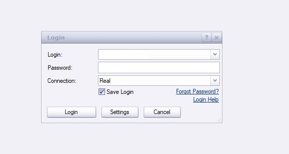 Login
Login:
Password:
Connection: Real
Save Login Forgot Password?
Login Help
Login Settings Cancel